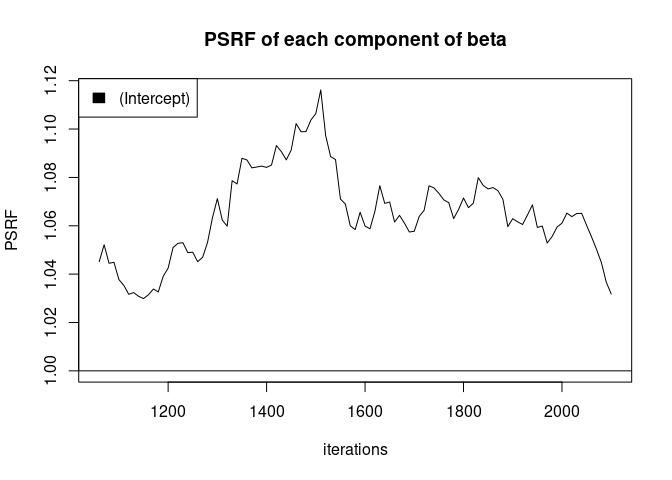 PSRF of each component of beta
(Intercept)
PSRF
1.12
1.10
1.08
1.06
1.04
1.02
1.00
1200 1400 1600 1800 2000
iterations